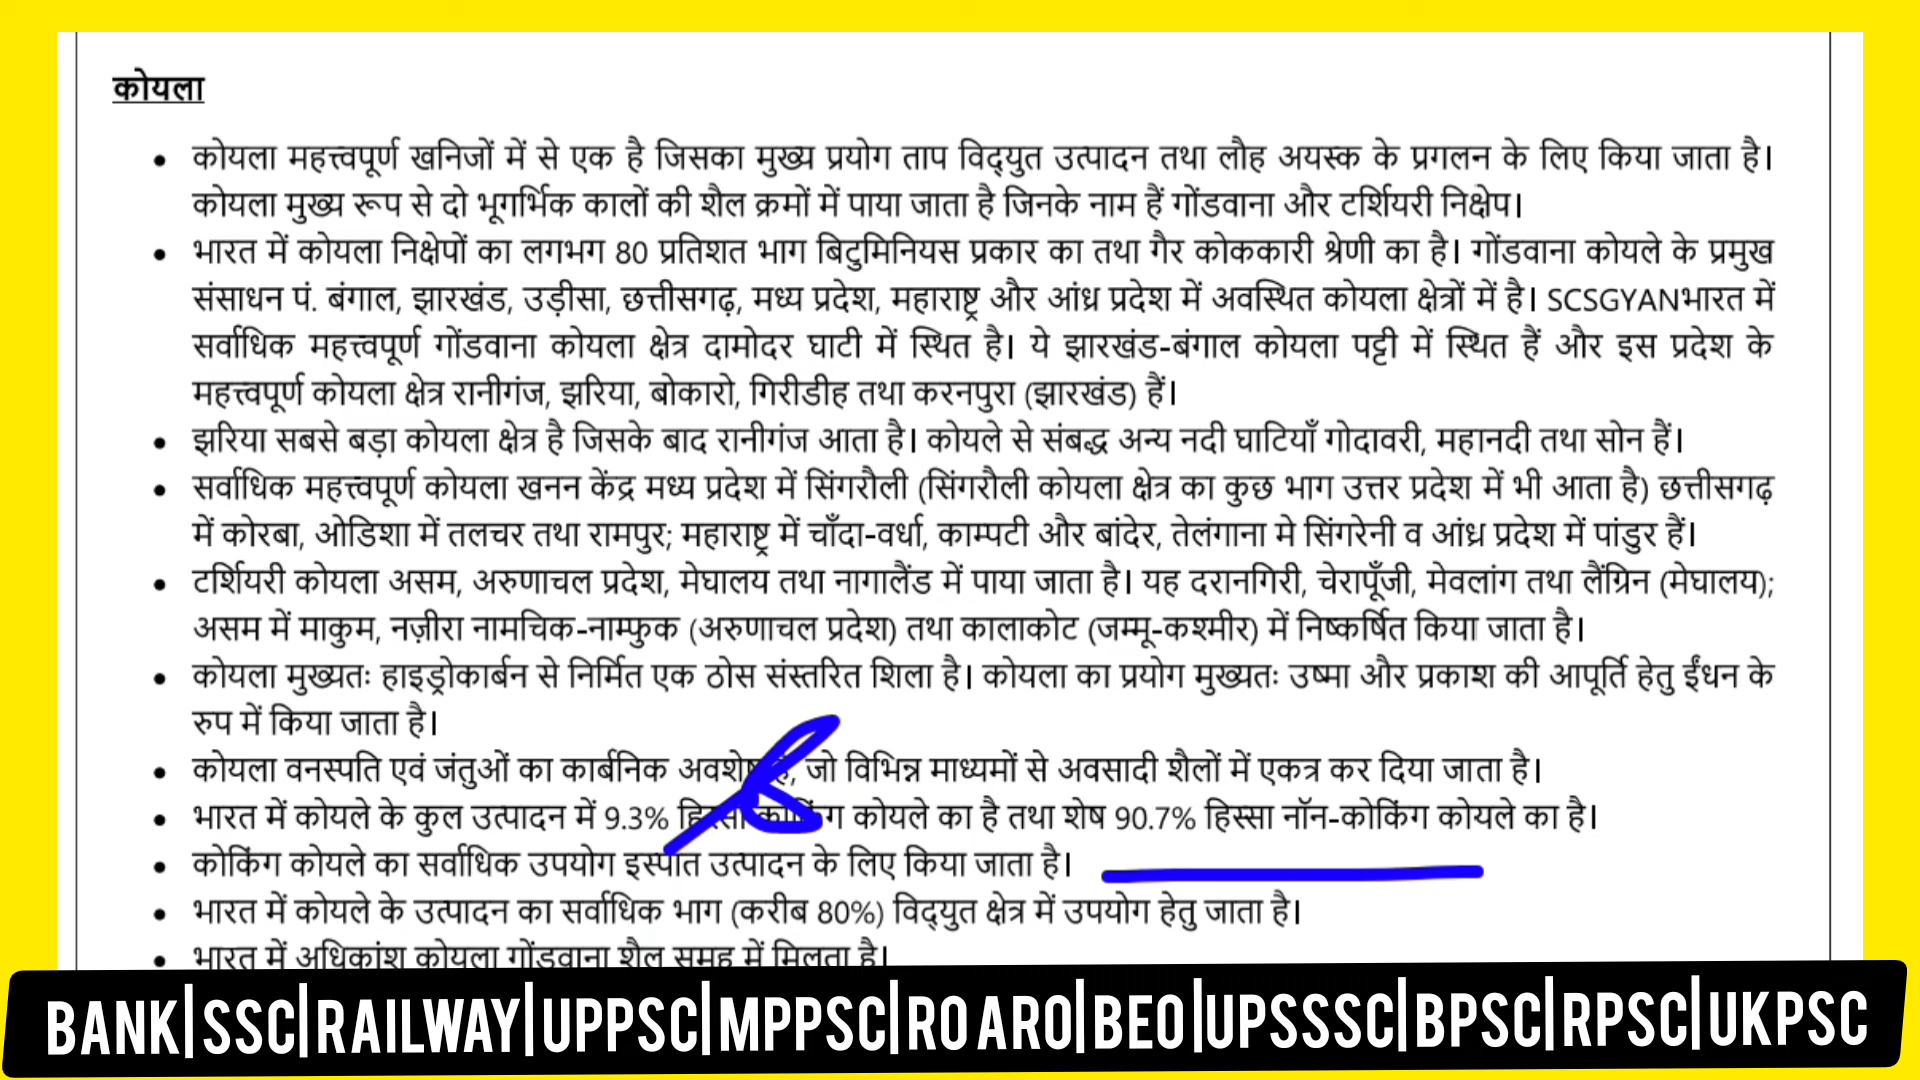 कोयला
• कोयला महत्त्वपूर्ण खनिजों में से एक है जिसका मुख्य प्रयोग ताप विद्युत उत्पादन तथा लौह अयस्क के प्रगलन के लिए किया जाता है।
कोयला मुख्य रूप से दो भूगर्भिक कालों की शैल क्रमों में पाया जाता है जिनके नाम हैं गोंडवाना और टर्शियरी निक्षेप।
• भारत में कोयला निक्षेपों का लगभग 80 प्रतिशत भाग बिटुमिनियस प्रकार का तथा गैर कोककारी श्रेणी का है। गोंडवाना कोयले के प्रमुख
संसाधन पं. बंगाल, झारखंड, उड़ीसा, छत्तीसगढ़, मध्य प्रदेश, महाराष्ट्र और आंध्र प्रदेश में अवस्थित कोयला क्षेत्रों में है। SCSGYANभारत में
सर्वाधिक महत्त्वपूर्ण गोंडवाना कोयला क्षेत्र दामोदर घाटी में स्थित है। ये झारखंड-बंगाल कोयला पट्टी में स्थित हैं और इस प्रदेश के
महत्त्वपूर्ण कोयला क्षेत्र रानीगंज, झरिया, बोकारो, गिरीडीह तथा करनपुरा (झारखंड) हैं।
• झरिया सबसे बड़ा कोयला क्षेत्र है जिसके बाद रानीगंज आता है। कोयले से संबद्ध अन्य नदी घाटियाँ गोदावरी, महानदी तथा सोन हैं।
• सर्वाधिक महत्त्वपूर्ण कोयला खनन केंद्र मध्य प्रदेश में सिंगरौली (सिंगरौली कोयला क्षेत्र का कुछ भाग उत्तर प्रदेश में भी आता है) छत्तीसगढ़
में कोरबा, ओडिशा में तलचर तथा रामपुर; महाराष्ट्र में चाँदा-वर्धा, काम्पटी और बांदेर, तेलंगाना मे सिंगरेनी व आंध्र प्रदेश में पांडुर हैं।
• टर्शियरी कोयला असम, अरुणाचल प्रदेश, मेघालय तथा नागालैंड में पाया जाता है। यह दरानगिरी, चेरापूँजी, मेवलांग तथा लैंग्रिन (मेघालय);
असम में माकुम, नज़ीरा नामचिक-नाम्फुक (अरुणाचल प्रदेश) तथा कालाकोट (जम्मू-कश्मीर) में निष्कर्षित किया जाता है।
• कोयला मुख्यतः हाइड्रोकार्बन से निर्मित एक ठोस संस्तरित शिला है। कोयला का प्रयोग मुख्यतः उष्मा और प्रकाश की आपूर्ति हेतु ईंधन के
रुप में किया जाता है।
• कोयला वनस्पति एवं जंतुओं का कार्बनिक अवशेष है, जो विभिन्न माध्यमों से अवसादी शैलों में एकत्र कर दिया जाता है।
• भारत में कोयले के कुल उत्पादन में 9.3% हिस्सा कोकिंग कोयले का है तथा शेष 90.7% हिस्सा नॉन-कोकिंग कोयले का है।
• कोकिंग कोयले का सर्वाधिक उपयोग इस्पात उत्पादन के लिए किया जाता है।
• भारत में कोयले के उत्पादन का सर्वाधिक भाग (करीब 80%) विद्युत क्षेत्र में उपयोग हेतु जाता है।
• भारत में अधिकांश कोयला गोंडवाना शैल समूह में मिलता है।
BANK|SSC|RAILWAY|UPPSC|MPPSC|RO ARO|BEO|UPSSSC|BPSC|RPSC|UKPSC